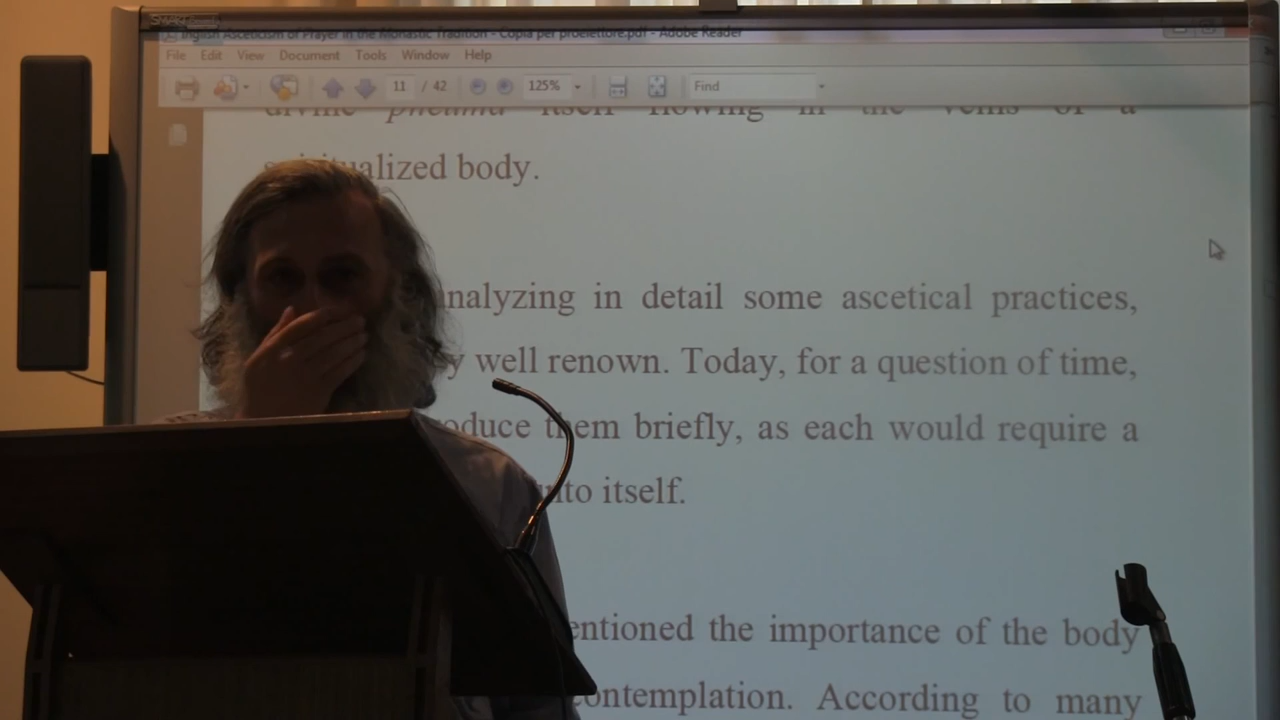 SMART Board
English Asceticism of Prayer in the Monastic Tradition - Copia per proiettore.pdf - Adobe Reader
File Edit View Document Tools Window Help
11 / 42 125% Find
divine pneuma itself flowing in the veins of a
spiritualized body.
analyzing in detail some ascetical practices,
y well renown. Today, for a question of time,
oduce them briefly, as each would require a
unto itself.
entioned the importance of the body
contemplation. According to many